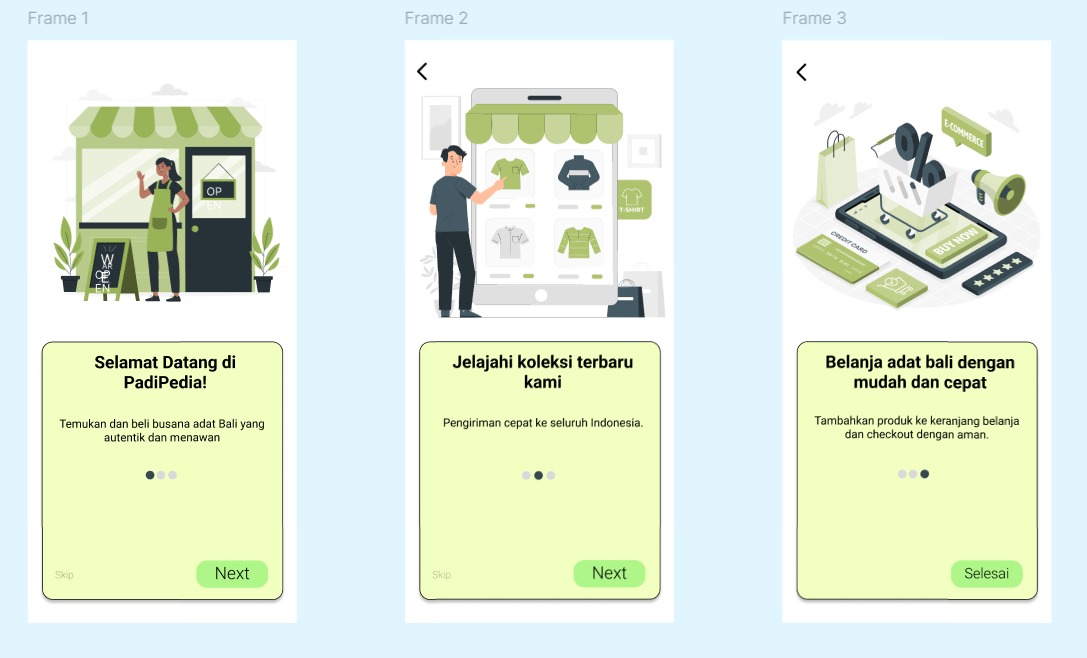 Frame 1
OP
EN
W
AR
E
OP
EN
Selamat Datang di
PadiPedia!
Temukan dan beli busana adat Bali yang
autentik dan menawan
Skip
Next
Frame 2
T-SHIRT
Jelajahi koleksi terbaru
kami
Pengiriman cepat ke seluruh Indonesia.
Skip
Next
Frame 3
E-COMMERCE
BUY NOW
CREDIT CARD
Belanja adat bali dengan
mudah dan cepat
Tambahkan produk ke keranjang belanja
dan checkout dengan aman.
Selesai